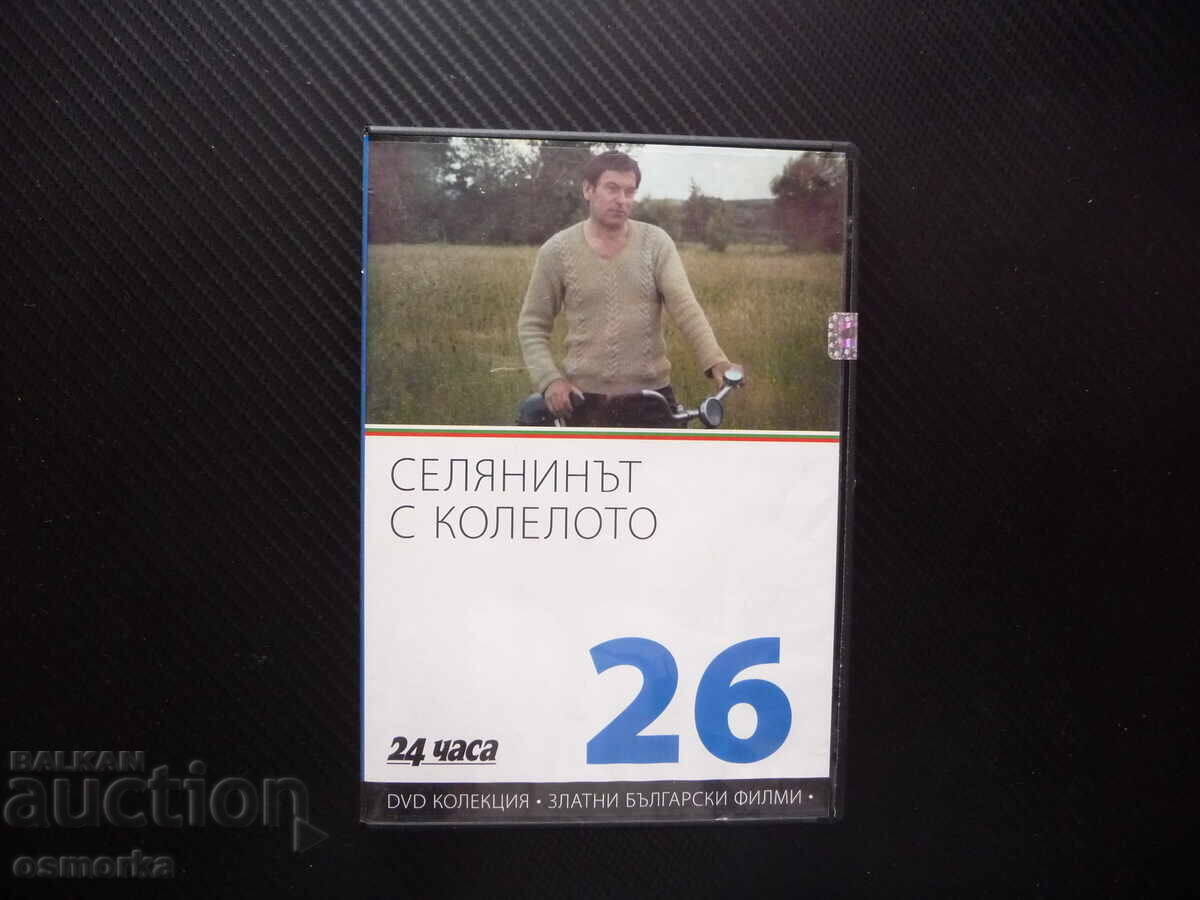 СЕЛЯНИНЪТ
С КОЛЕЛОТО
26
24 часа
DVD КОЛЕКЦИЯ • ЗЛАТНИ БЪЛГАРСКИ ФИЛМИ •
BALKAN
auction
osmorka